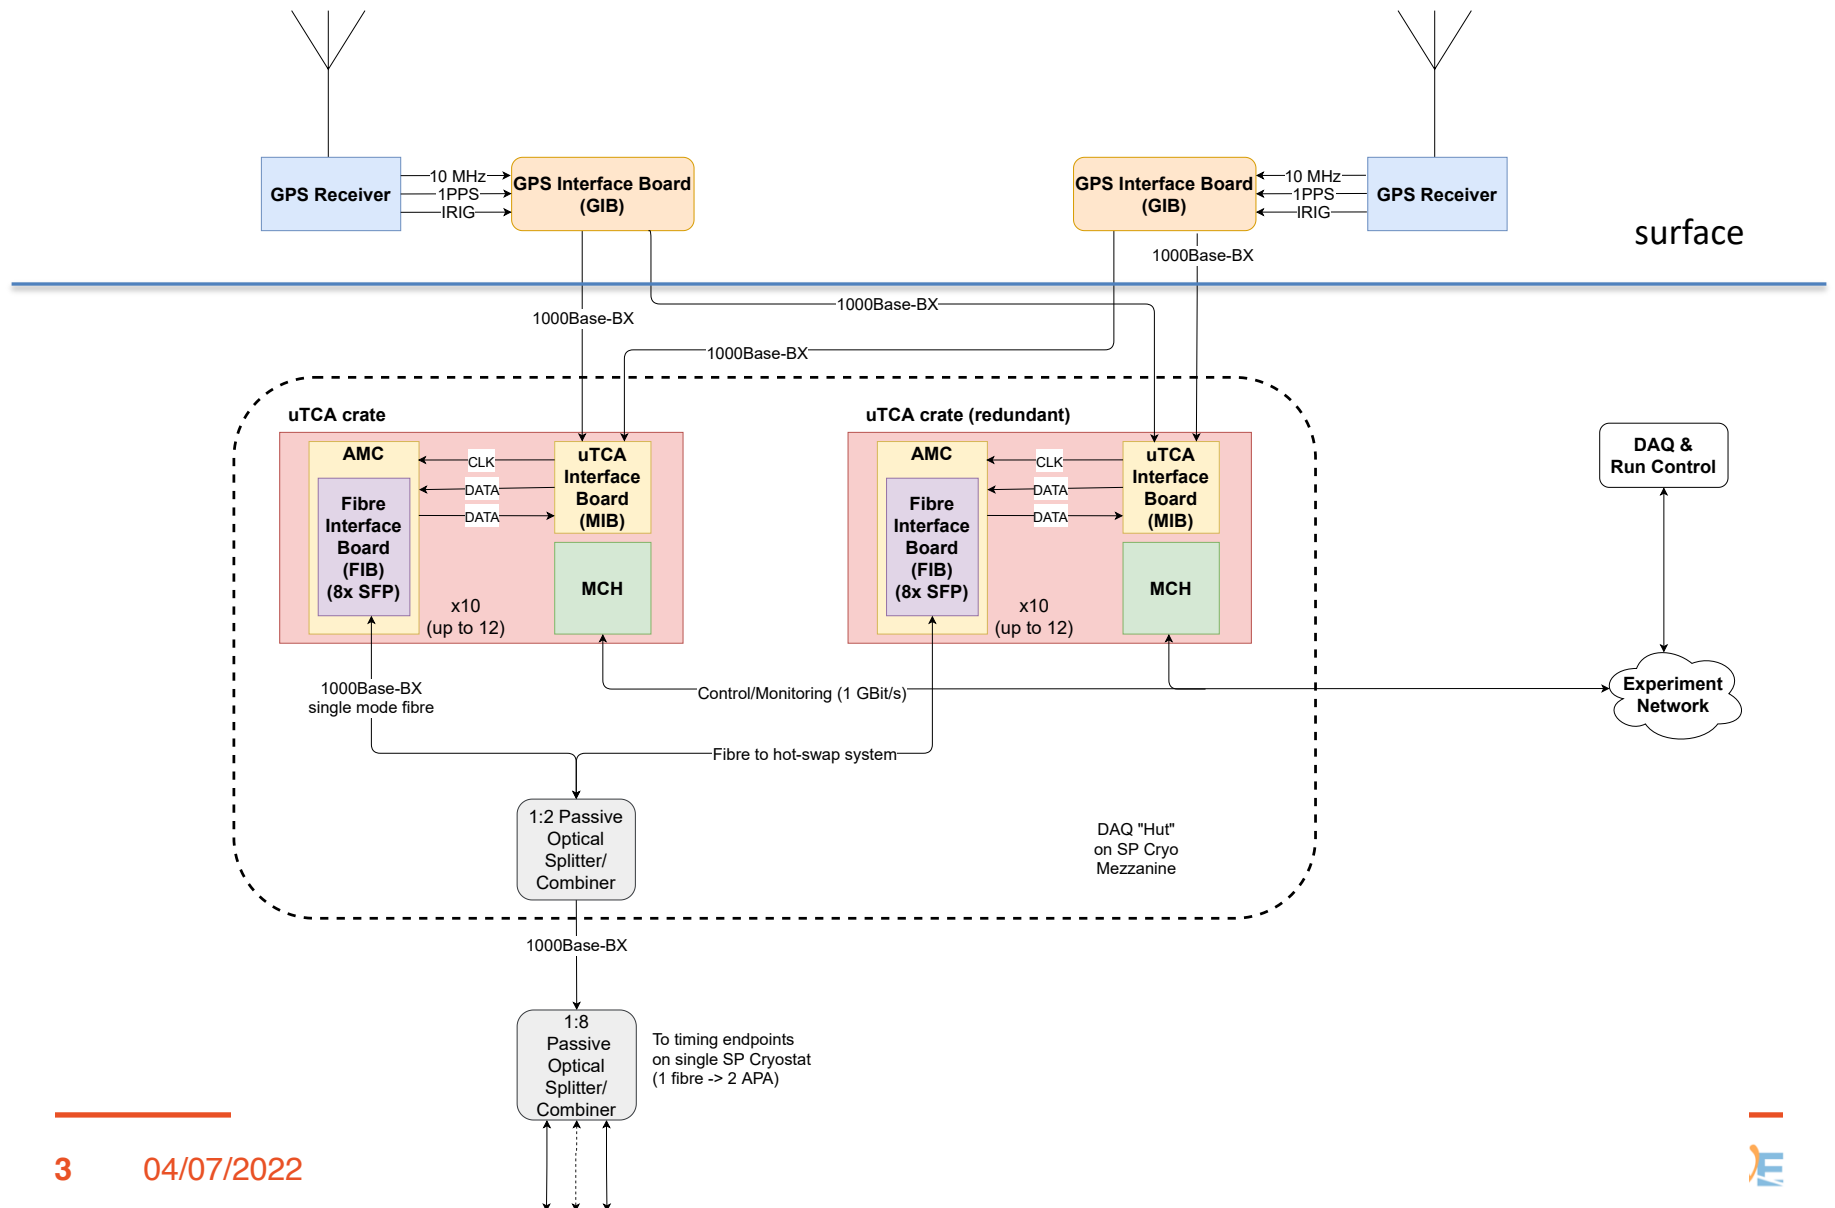 GPS Receiver
10 MHz
1PPS
IRIG
GPS Interface Board
(GIB)
GPS Interface Board
(GIB)
10 MHz
1PPS
IRIG
GPS Receiver
surface
1000Base-BX
1000Base-BX
1000Base-BX
1000Base-BX
uTCA crate
AMC
Fibre
Interface
Board
(FIB)
(8x SFP)
CLK
DATA
DATA
uTCA
Interface
Board
(MIB)
MCH
x10
(up to 12)
uTCA crate (redundant)
AMC
Fibre
Interface
Board
(FIB)
(8x SFP)
CLK
DATA
DATA
uTCA
Interface
Board
(MIB)
MCH
x10
(up to 12)
DAQ &
Run Control
Experiment
Network
1000Base-BX
single mode fibre
Control/Monitoring (1 GBit/s)
Fibre to hot-swap system
1:2 Passive
Optical
Splitter/
Combiner
DAQ "Hut"
on SP Cryo
Mezzanine
1000Base-BX
1:8
Passive
Optical
Splitter/
Combiner
To timing endpoints
on single SP Cryostat
(1 fibre -> 2 APA)
3
04/07/2022
E